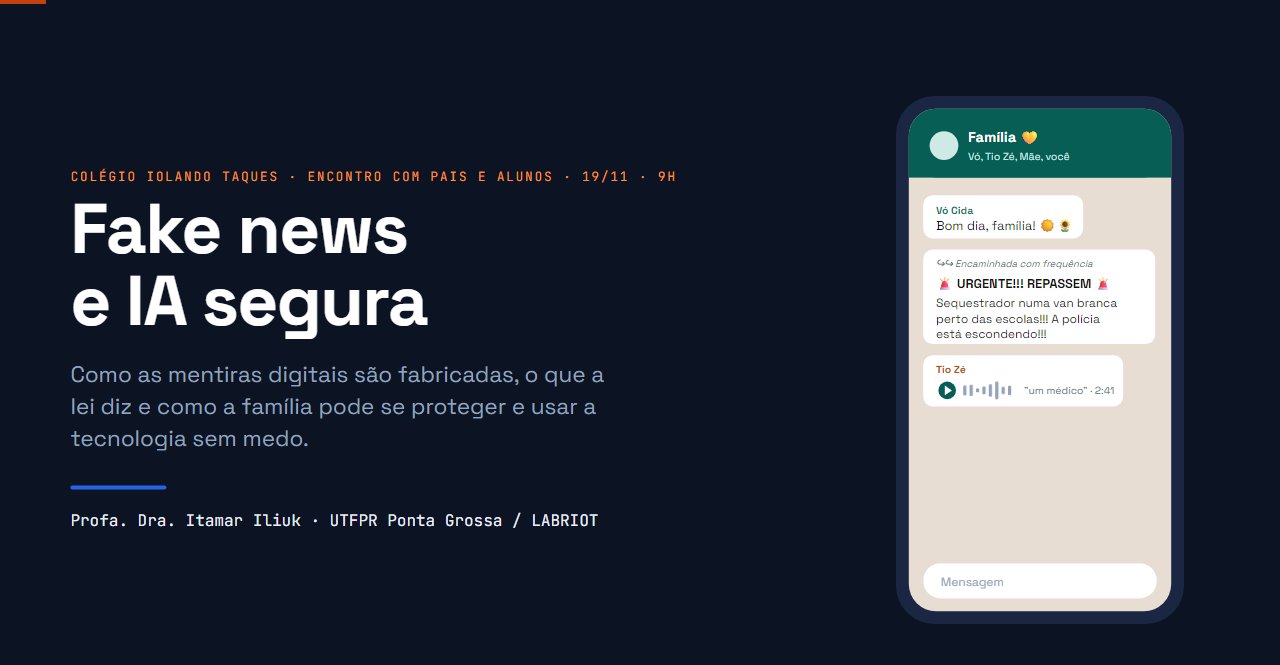 COLÉGIO IOLANDO TAQUES · ENCONTRO COM PAIS E ALUNOS · 19/11 · 9H
Fake news
e IA segura
Como as mentiras digitais são fabricadas, o que a
lei diz e como a família pode se proteger e usar a
tecnologia sem medo.
Profa. Dra. Itamar Iliuk · UTFPR Ponta Grossa / LABRIOT
Família 💛
Vó, Tio Zé, Mãe, você
Vó Cida
Bom dia, família! 🌞 🌻
↪↪ Encaminhada com frequência
🚨 URGENTE!!! REPASSEM 🚨
Sequestrador numa van branca
perto das escolas!!! A polícia
está escondendo!!!
Tio Zé
"um médico" · 2:41
Mensagem